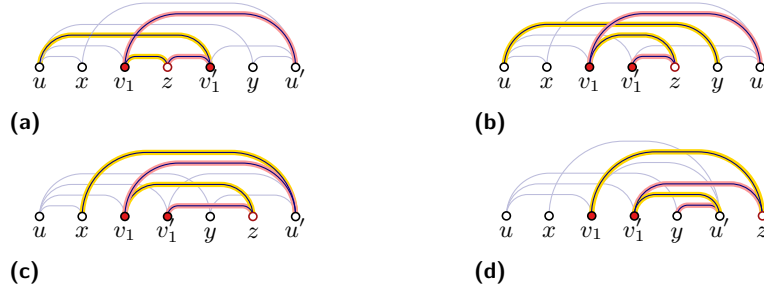 u x v₁ z v₁′ y u′
u x v₁ v₁′ z y u
(a) (b)
u x v₁ v₁′ y z u′
u x v₁ v₁′ y u′ z
(c) (d)